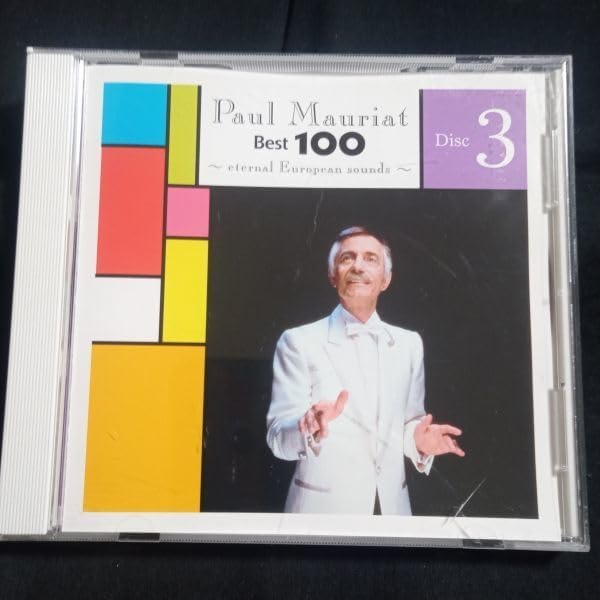 Paul Mauriat
Best 100
~ eternal European sounds ~
Disc 3